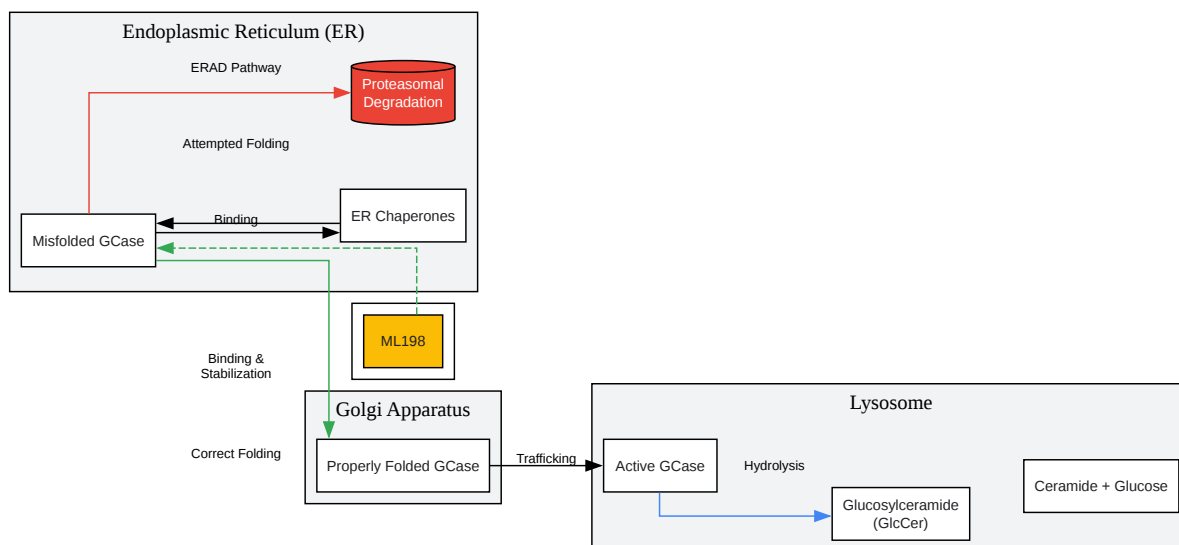 Endoplasmic Reticulum (ER)
ERAD Pathway
Proteasomal
Degradation
Attempted Folding
Binding
ER Chaperones
Misfolded GCase
ML198
Binding &
Stabilization
Golgi Apparatus
Correct Folding
Properly Folded GCase
Trafficking
Lysosome
Active GCase
Hydrolysis
Glucosylceramide
(GlcCer)
Ceramide + Glucose